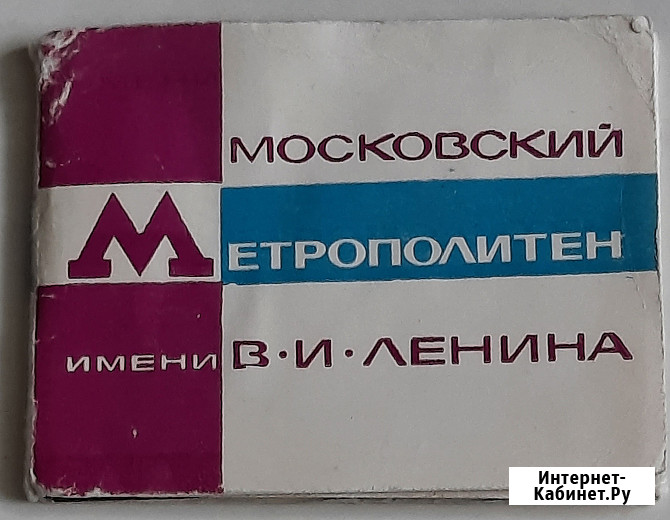 МОСКОВСКИЙ
МЕТРОПОЛИТЕН
ИМЕНИ В·И·ЛЕНИНА
Интернет-
Кабинет.Ру